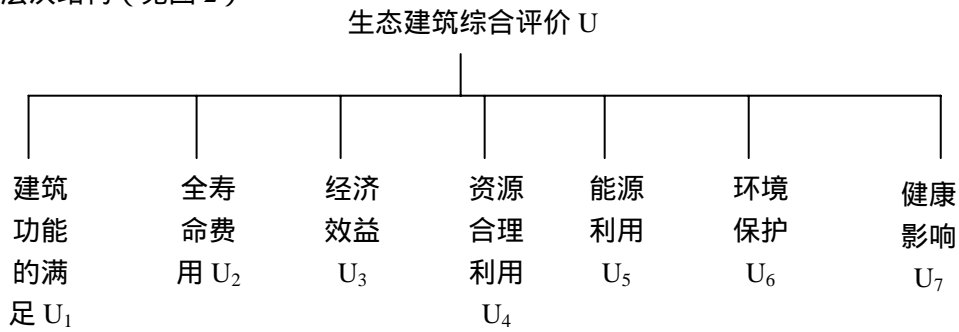 层次结构（见图 2）
生态建筑综合评价 U
建筑
功能
的满
足 U₁
全寿
命费
用 U₂
经济
效益
U₃
资源
合理
利用
U₄
能源
利用
U₅
环境
保护
U₆
健康
影响
U₇